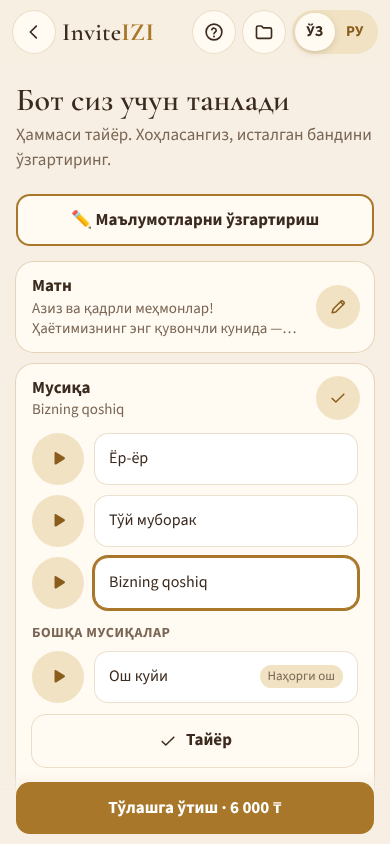 InviteIZI
ЎЗ
РУ
Бот сиз учун танлади
Ҳаммаси тайёр. Хоҳласангиз, исталган бандини
ўзгартиринг.
✏️ Маълумотларни ўзгартириш
Матн
Азиз ва қадрли меҳмонлар!
Ҳаётимизнинг энг қувончли кунида —…
Мусиқа
Bizning qoshiq
Ёр-ёр
Тўй муборак
Bizning qoshiq
БОШҚА МУСИҚАЛАР
Ош куйи
Наҳорги ош
Тайёр
Тўлашга ўтиш · 6 000 ₸